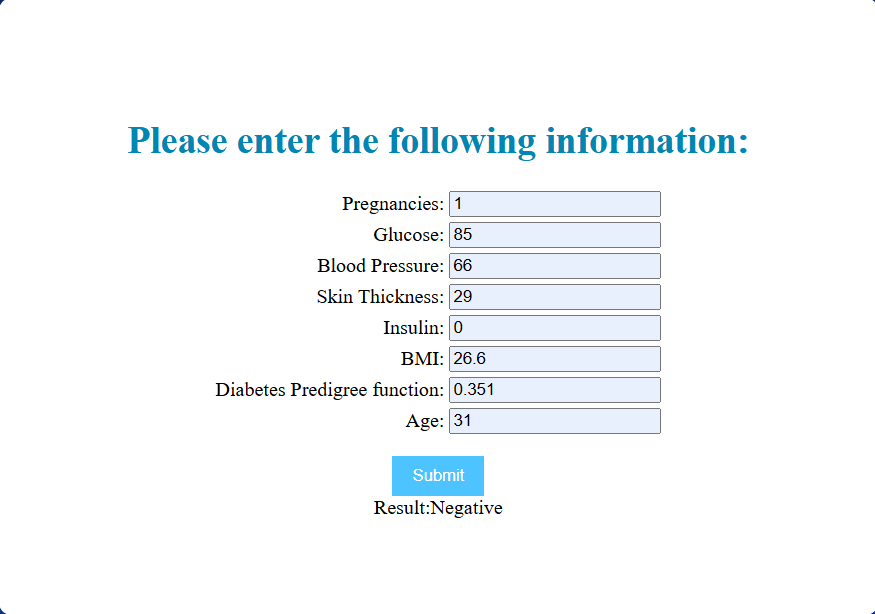 Please enter the following information:
Pregnancies: 1
Glucose: 85
Blood Pressure: 66
Skin Thickness: 29
Insulin: 0
BMI: 26.6
Diabetes Predigree function: 0.351
Age: 31
Submit
Result:Negative